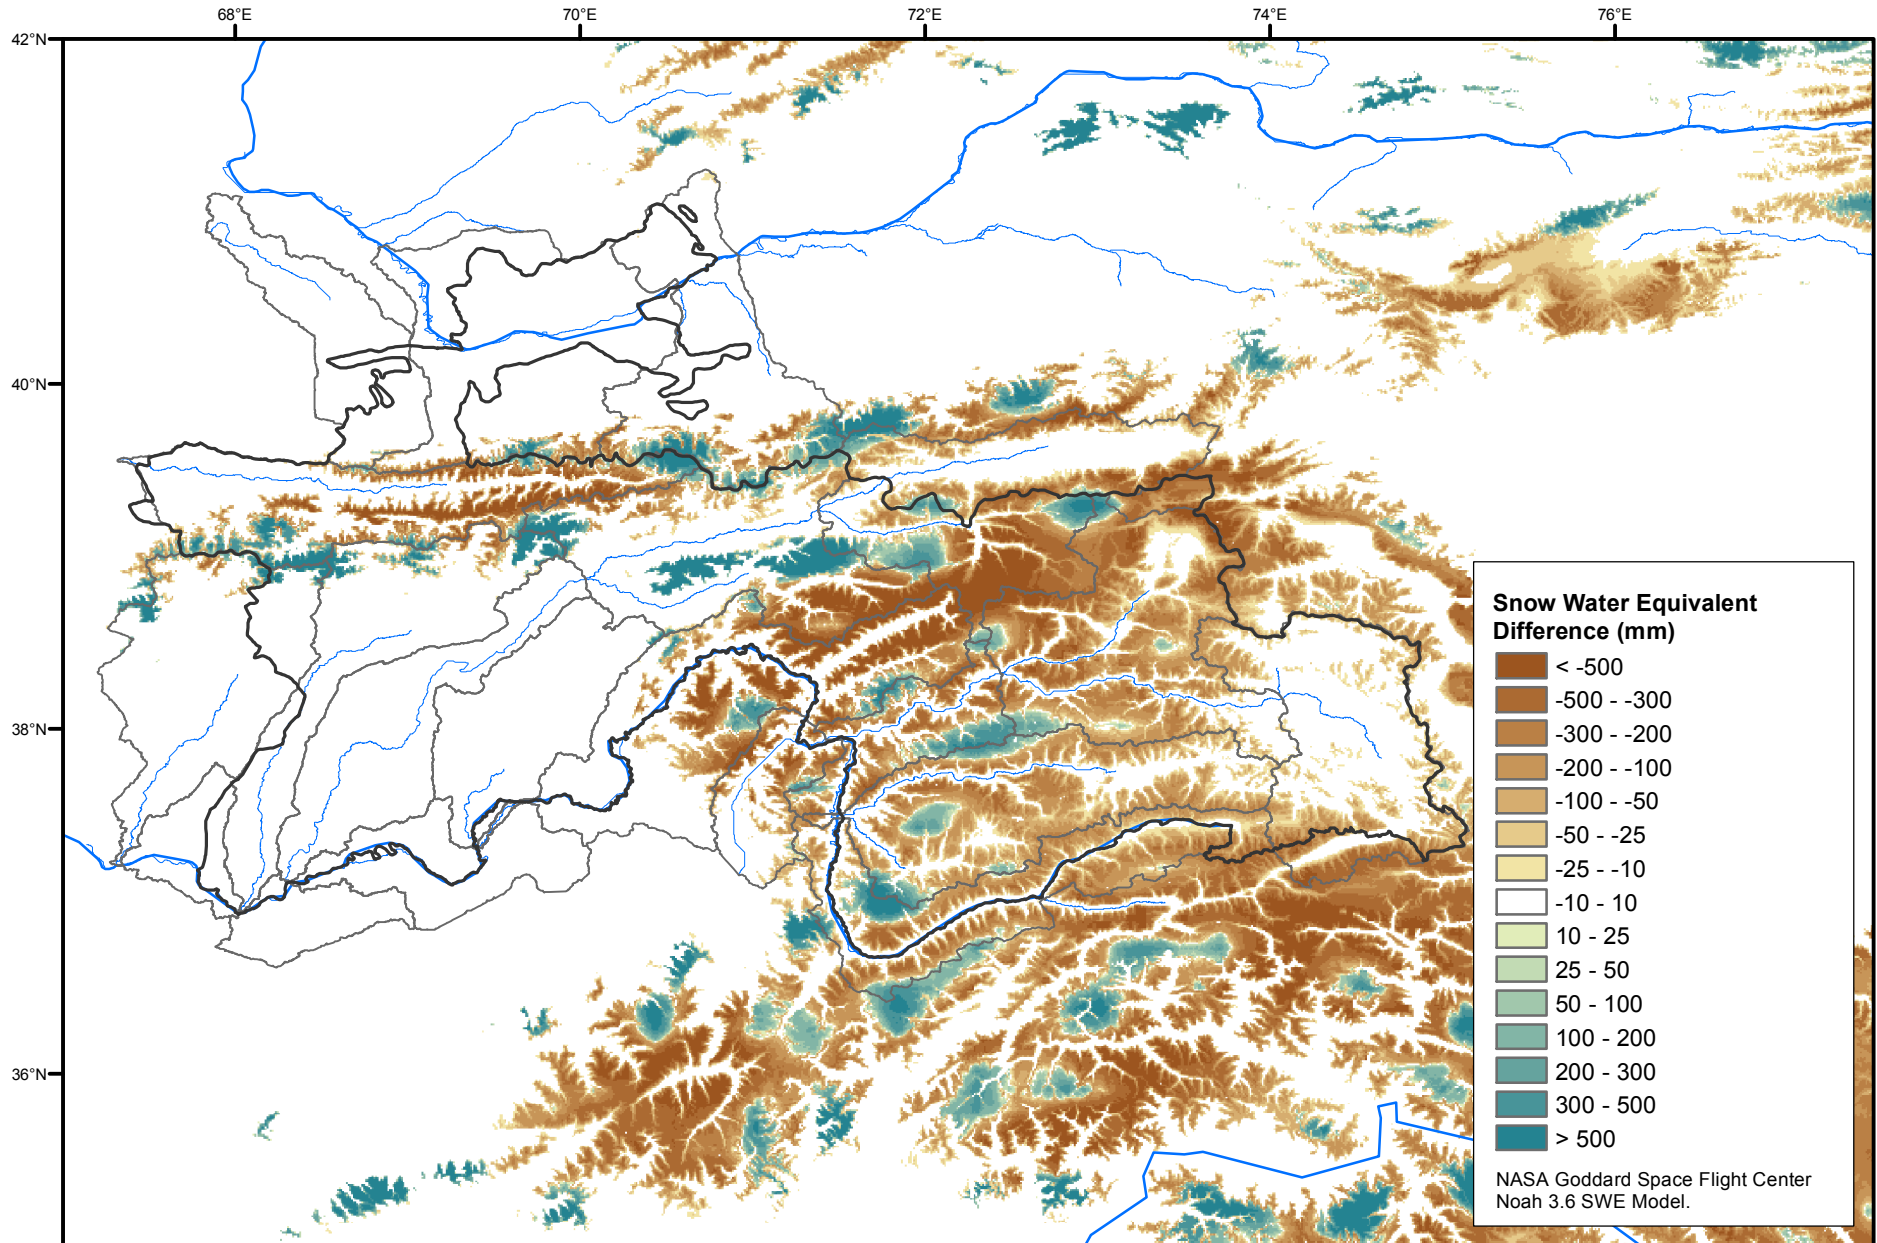 68°E
70°E
72°E
74°E
76°E
42°N
40°N
38°N
36°N
Snow Water Equivalent
Difference (mm)
< -500
-500 - -300
-300 - -200
-200 - -100
-100 - -50
-50 - -25
-25 - -10
-10 - 10
10 - 25
25 - 50
50 - 100
100 - 200
200 - 300
300 - 500
> 500
NASA Goddard Space Flight Center
Noah 3.6 SWE Model.